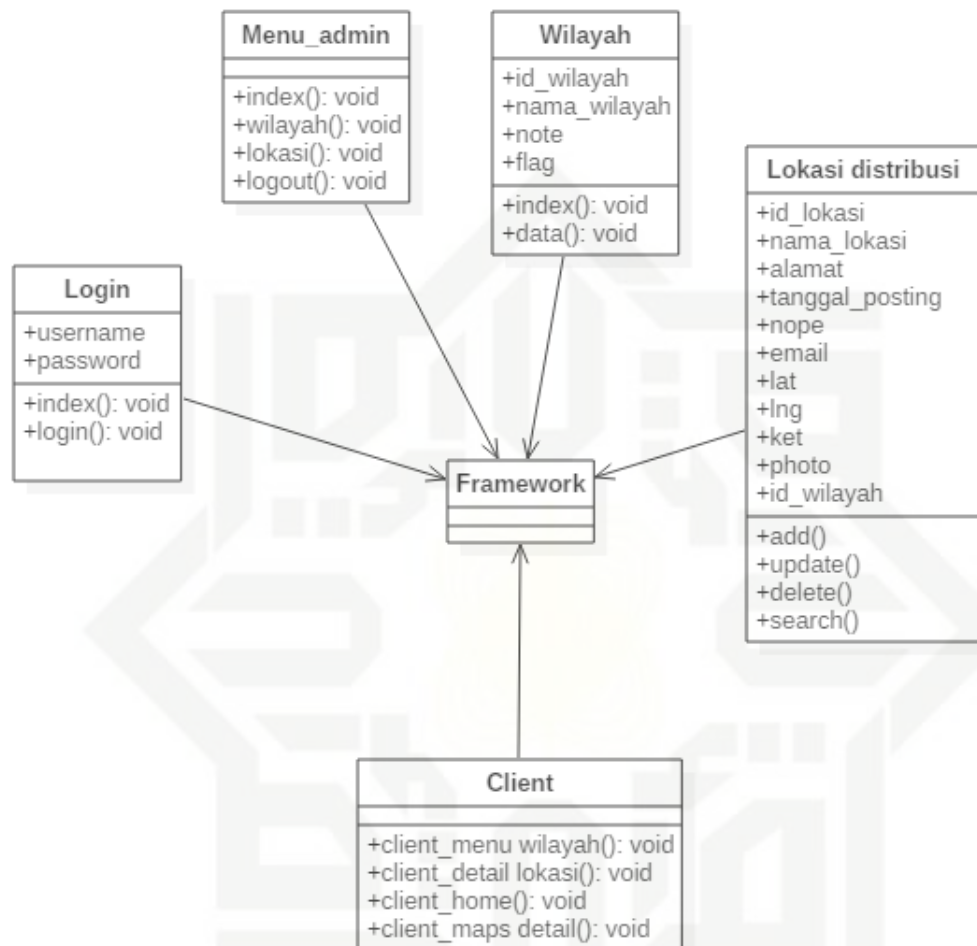 Menu_admin
+index(): void
+wilayah(): void
+lokasi(): void
+logout(): void
Wilayah
+id_wilayah
+nama_wilayah
+note
+flag
+index(): void
+data(): void
Lokasi distribusi
+id_lokasi
+nama_lokasi
+alamat
+tanggal_posting
+nope
+email
+lat
+lng
+ket
+photo
+id_wilayah
+add()
+update()
+delete()
+search()
Login
+username
+password
+index(): void
+login(): void
Framework
Client
+client_menu wilayah(): void
+client_detail lokasi(): void
+client_home(): void
+client_maps detail(): void